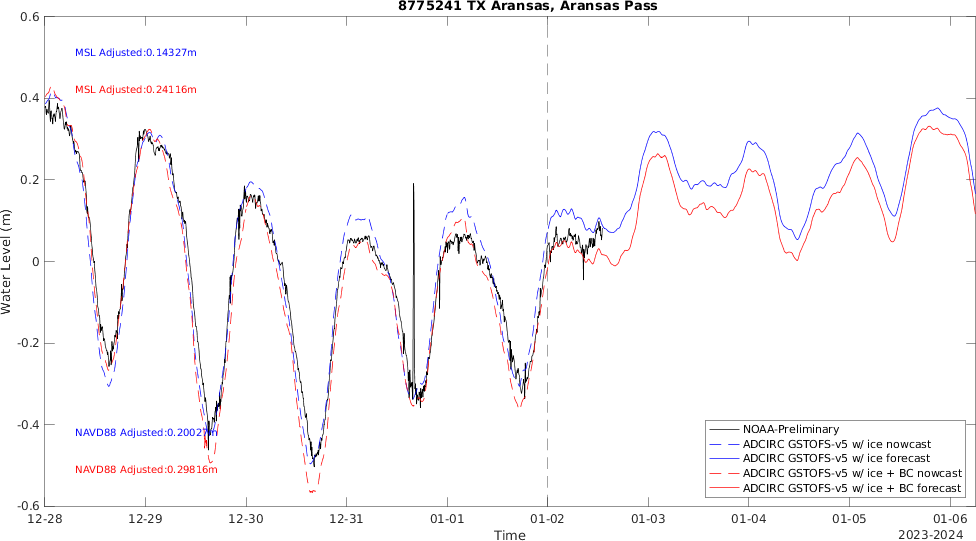 8775241 TX Aransas, Aransas Pass
0.6
0.4
0.2
0
-0.2
-0.4
-0.6
Water Level (m)
MSL Adjusted:0.14327m
MSL Adjusted:0.24116m
NAVD88 Adjusted:0.20027m
NAVD88 Adjusted:0.29816m
NOAA-Preliminary
ADCIRC GSTOFS-v5 w/ ice nowcast
ADCIRC GSTOFS-v5 w/ ice forecast
ADCIRC GSTOFS-v5 w/ ice + BC nowcast
ADCIRC GSTOFS-v5 w/ ice + BC forecast
12-28 12-29 12-30 12-31 01-01 01-02 01-03 01-04 01-05 01-06
Time
2023-2024